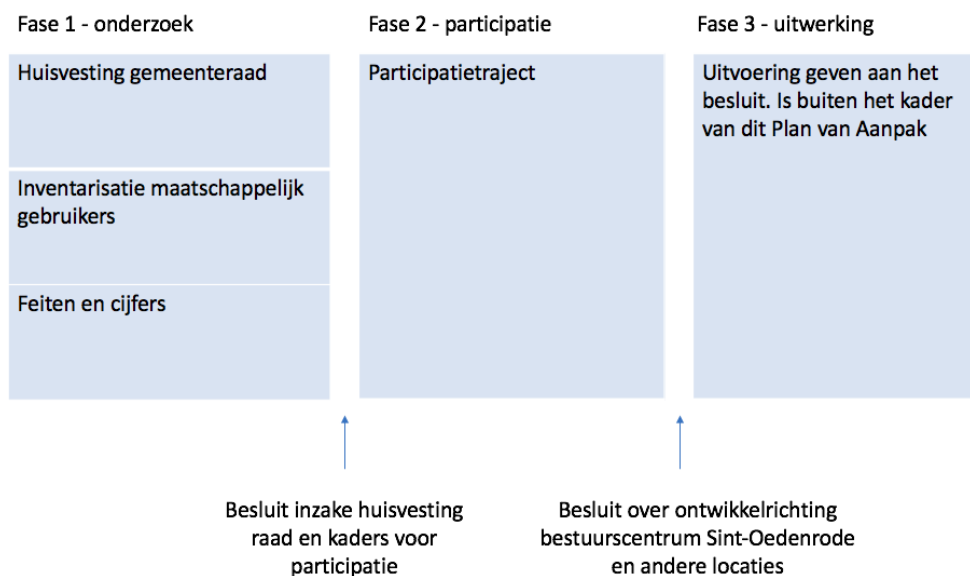 Fase 1 - onderzoek
Huisvesting gemeenteraad
Inventarisatie maatschappelijk
gebruikers
Feiten en cijfers
Fase 2 - participatie
Participatietraject
Fase 3 - uitwerking
Uitvoering geven aan het
besluit. Is buiten het kader
van dit Plan van Aanpak
Besluit inzake huisvesting
raad en kaders voor
participatie
Besluit over ontwikkelrichting
bestuurscentrum Sint-Oedenrode
en andere locaties